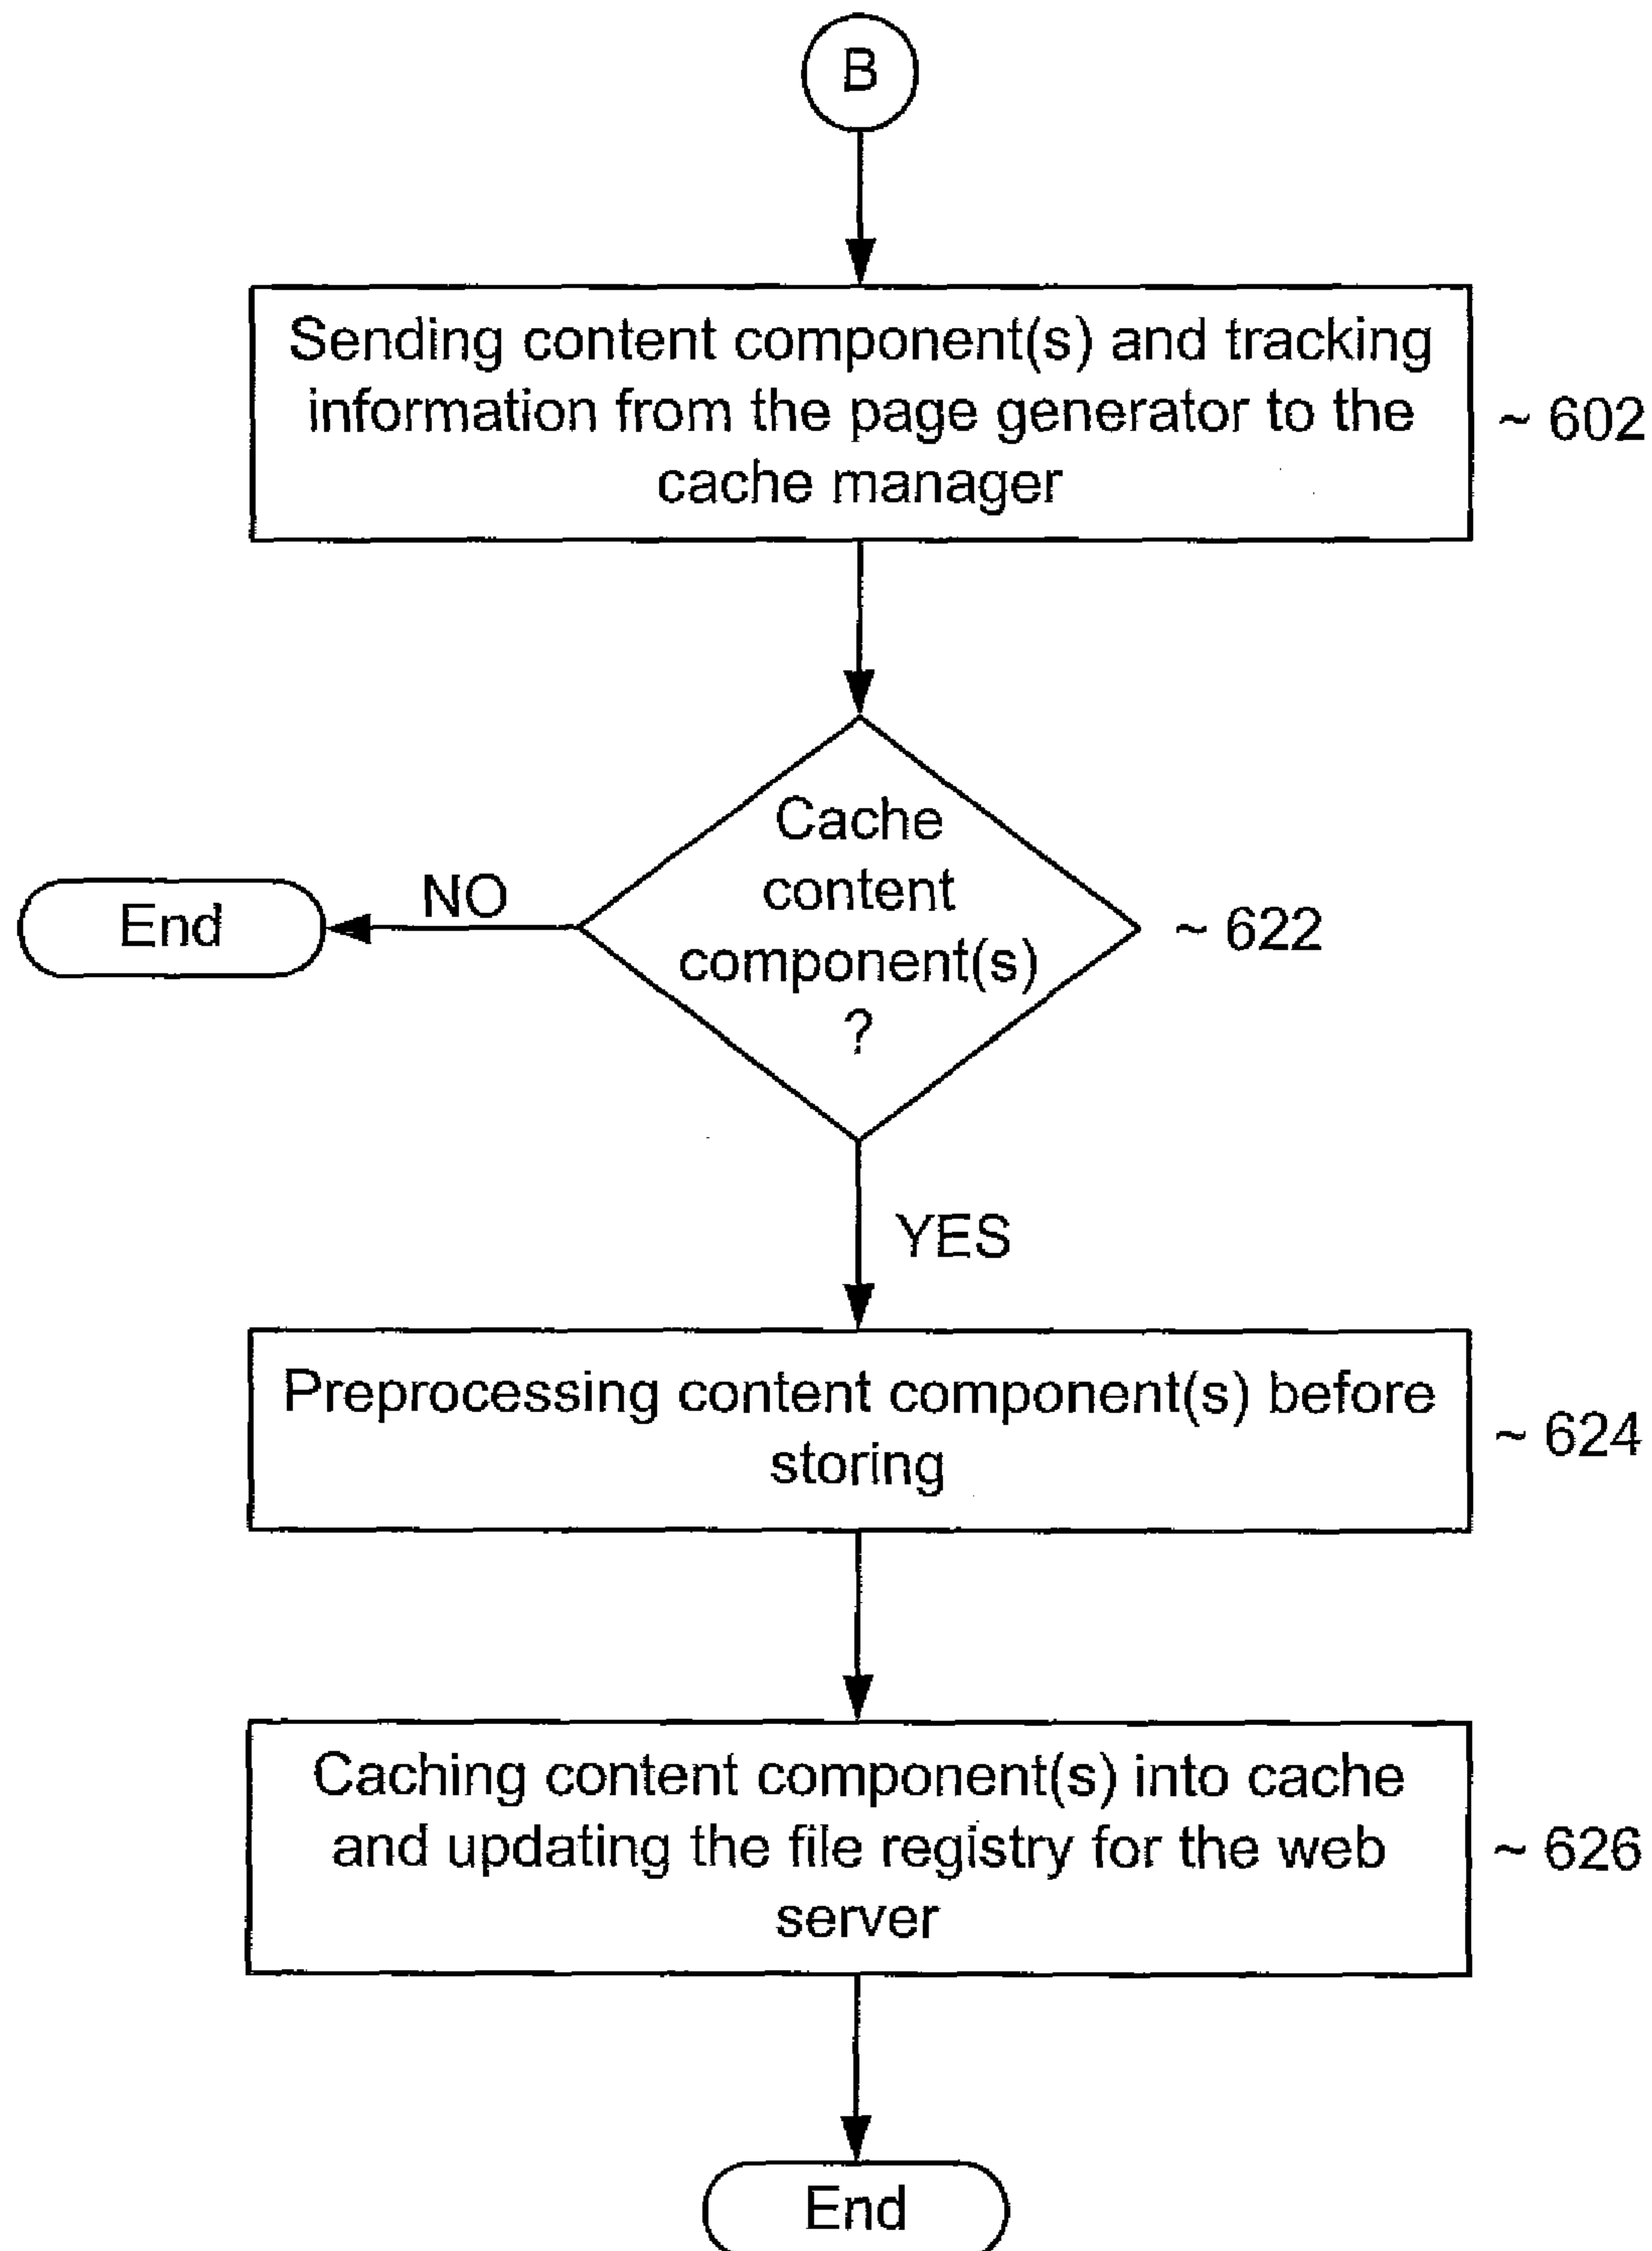 B
Sending content component(s) and tracking
information from the page generator to the
cache manager
~ 602
Cache
content
component(s)
?
~ 622
NO
End
YES
Preprocessing content component(s) before
storing
~ 624
Caching content component(s) into cache
and updating the file registry for the web
server
~ 626
End